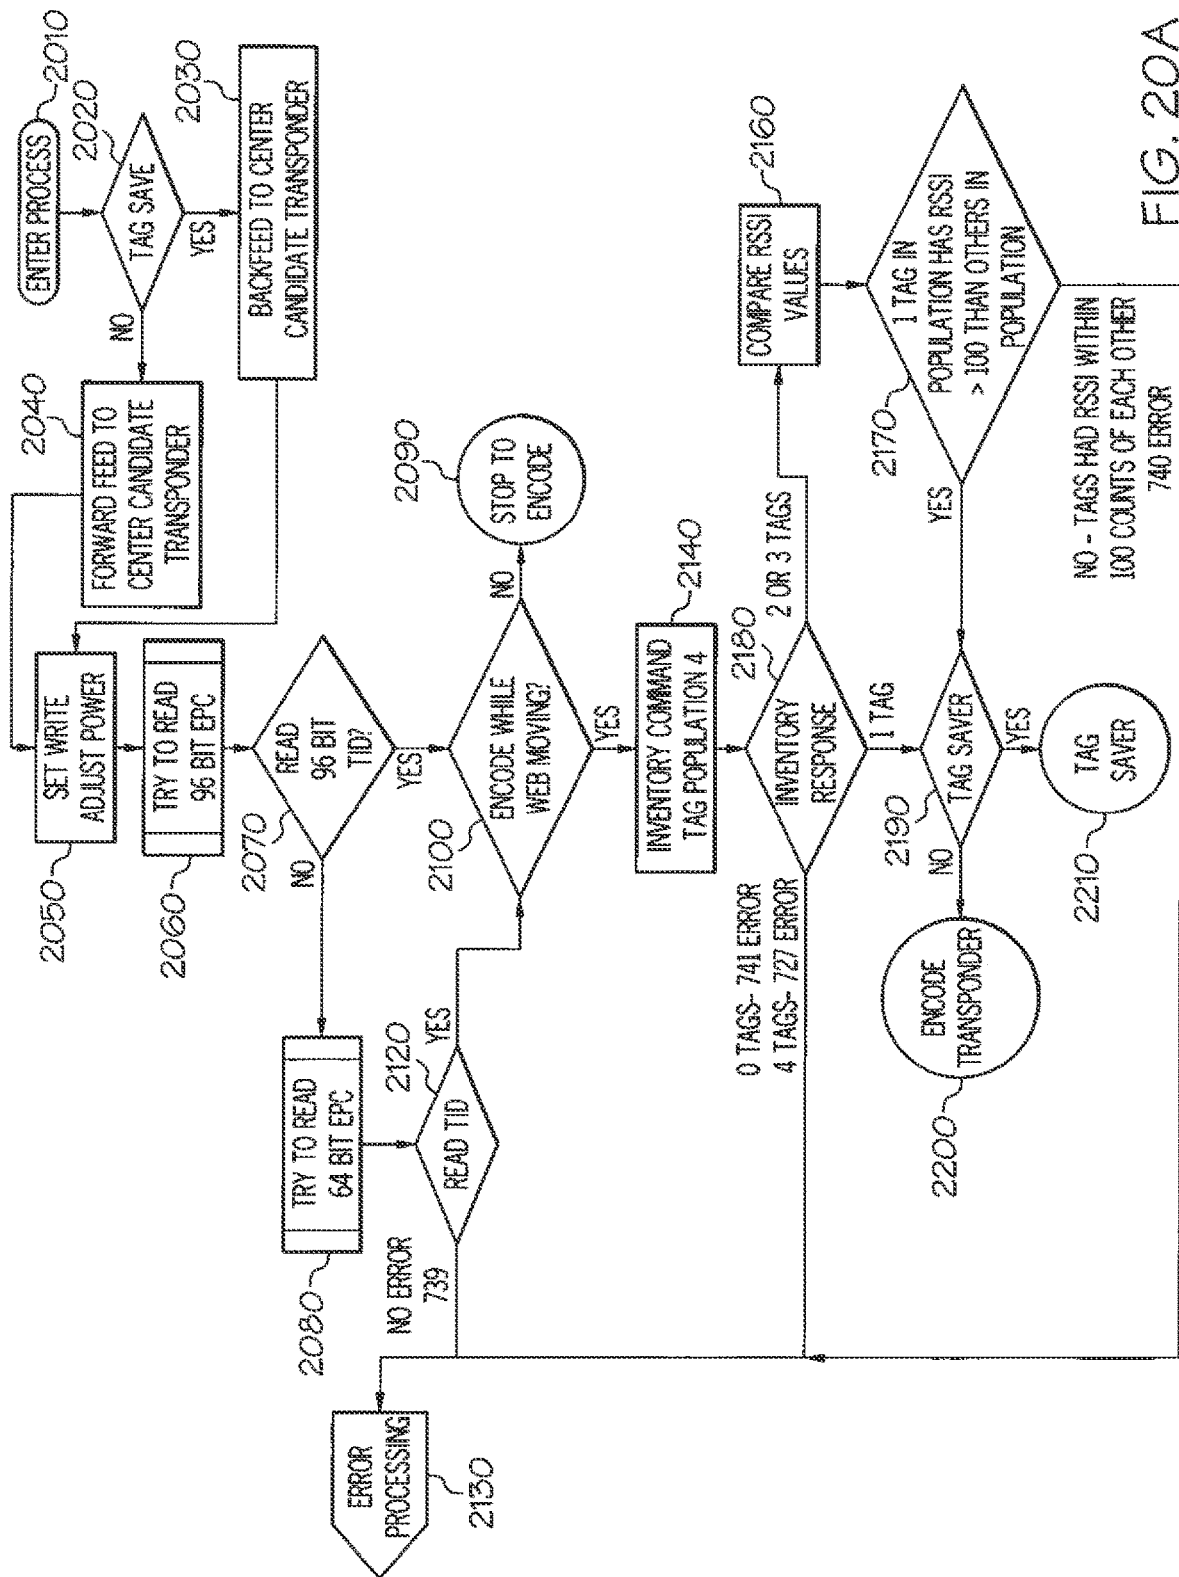 ENTER PROCESS
2010
TAG SAVE
2020
YES
NO
BACKFEED TO CENTER
CANDIDATE TRANSPONDER
2030
FORWARD FEED TO
CENTER CANDIDATE
TRANSPONDER
2040
SET WRITE
ADJUST POWER
2050
TRY TO READ
96 BIT EPC
2060
READ
96 BIT
TID?
2070
NO
YES
TRY TO READ
64 BIT EPC
2080
READ TID
2120
YES
NO ERROR
739
ERROR
PROCESSING
2130
ENCODE WHILE
WEB MOVING?
2100
NO
STOP TO
ENCODE
2090
YES
INVENTORY COMMAND
TAG POPULATION 4
2140
INVENTORY
RESPONSE
2180
0 TAGS- 741 ERROR
4 TAGS- 727 ERROR
2 OR 3 TAGS
1 TAG
COMPARE RSSI
VALUES
2160
1 TAG IN
POPULATION HAS RSSI
> 100 THAN OTHERS IN
POPULATION
2170
YES
NO - TAGS HAD RSSI WITHIN
100 COUNTS OF EACH OTHER
740 ERROR
TAG SAVER
2190
NO
YES
ENCODE
TRANSPONDER
2200
TAG
SAVER
2210
FIG. 20A